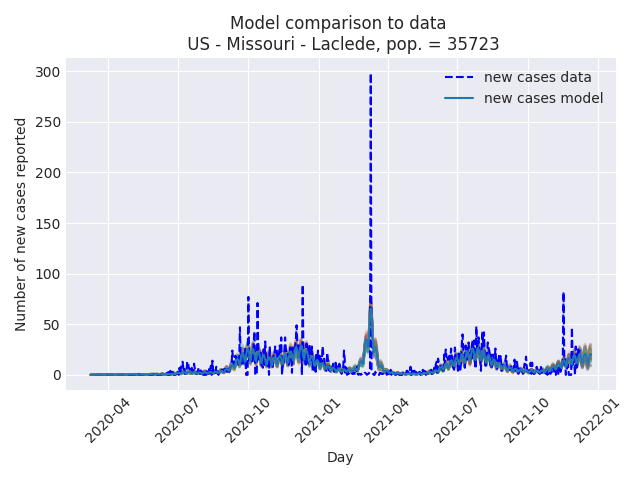 Model comparison to data
US - Missouri - Laclede, pop. = 35723
new cases data
new cases model
Number of new cases reported
300
250
200
150
100
50
0
2020-04
2020-07
2020-10
2021-01
2021-04
2021-07
2021-10
2022-01
Day